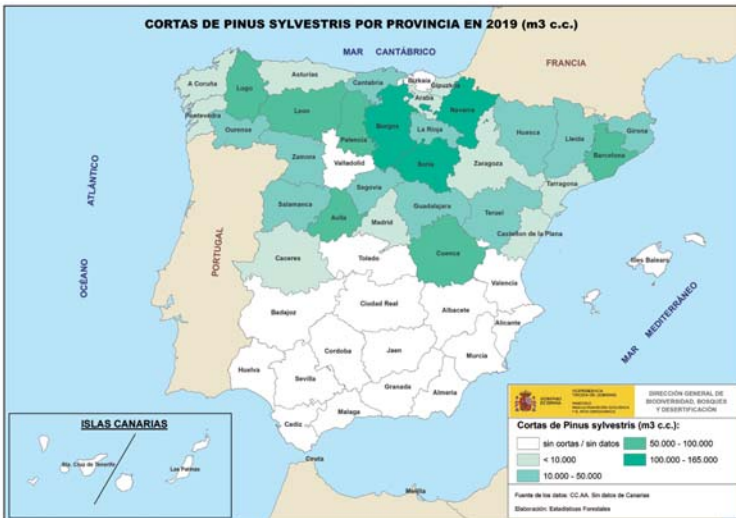 CORTAS DE PINUS SYLVESTRIS POR PROVINCIA EN 2019 (m3 c.c.)
MAR CANTÁBRICO
FRANCIA
A Coruña
Lugo
Asturias
Cantabria
Bizkaia
Gipuzkoa
Araba
Navarra
Pontevedra
Ourense
Leon
Palencia
Burgos
La Rioja
Huesca
Lleida
Girona
Barcelona
Zamora
Valladolid
Soria
Zaragoza
Tarragona
Salamanca
Segovia
Avila
Madrid
Guadalajara
Teruel
Castellon de la Plana
Caceres
Toledo
Cuenca
Valencia
Illes Balears
Badajoz
Ciudad Real
Albacete
Alicante
Cordoba
Jaen
Murcia
Huelva
Sevilla
Granada
Almeria
Cadiz
Malaga
Ceuta
Melilla
OCÉANO ATLÁNTICO
PORTUGAL
MAR MEDITERRÁNEO
ISLAS CANARIAS
Sta. Cruz de Tenerife
Las Palmas
GOBIERNO
DE ESPAÑA
DIRECCIÓN GENERAL DE
BIODIVERSIDAD, BOSQUES
Y DESERTIFICACIÓN
Cortas de Pinus sylvestris (m3 c.c.):
sin cortas / sin datos
< 10.000
10.000 - 50.000
50.000 - 100.000
100.000 - 165.000
Fuente de los datos: CC.AA. Sin datos de Canarias
Elaboración: Estadísticas Forestales